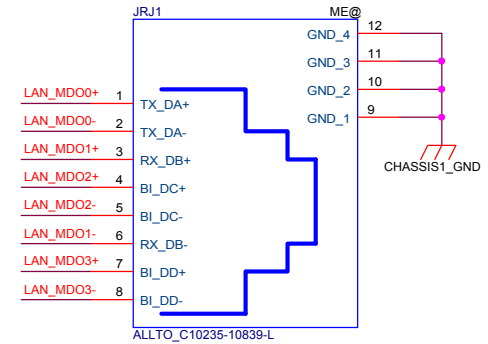 JRJ1 ME@
LAN_MDO0+ 1 TX_DA+
LAN_MDO0- 2 TX_DA-
LAN_MDO1+ 3 RX_DB+
LAN_MDO2+ 4 BI_DC+
LAN_MDO2- 5 BI_DC-
LAN_MDO1- 6 RX_DB-
LAN_MDO3+ 7 BI_DD+
LAN_MDO3- 8 BI_DD-
GND_4 12
GND_3 11
GND_2 10
GND_1 9
CHASSIS1_GND
ALLTO_C10235-10839-L